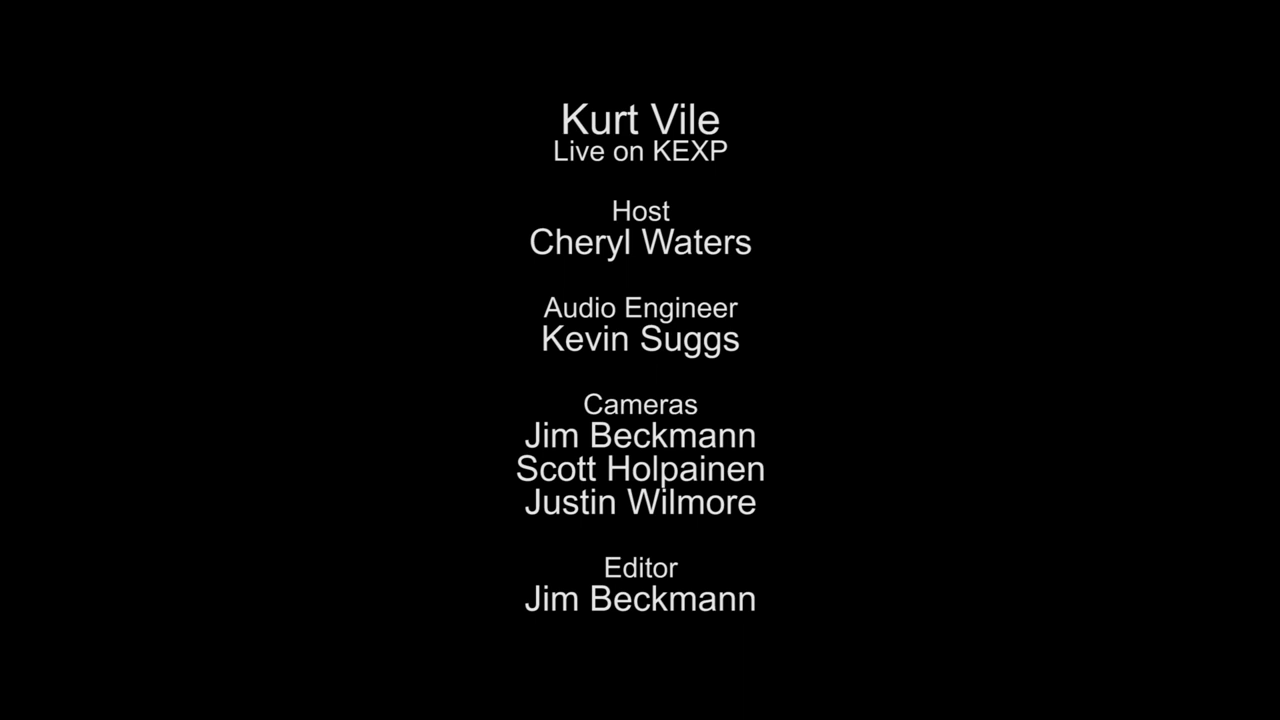 Kurt Vile
Live on KEXP
Host
Cheryl Waters
Audio Engineer
Kevin Suggs
Cameras
Jim Beckmann
Scott Holpainen
Justin Wilmore
Editor
Jim Beckmann